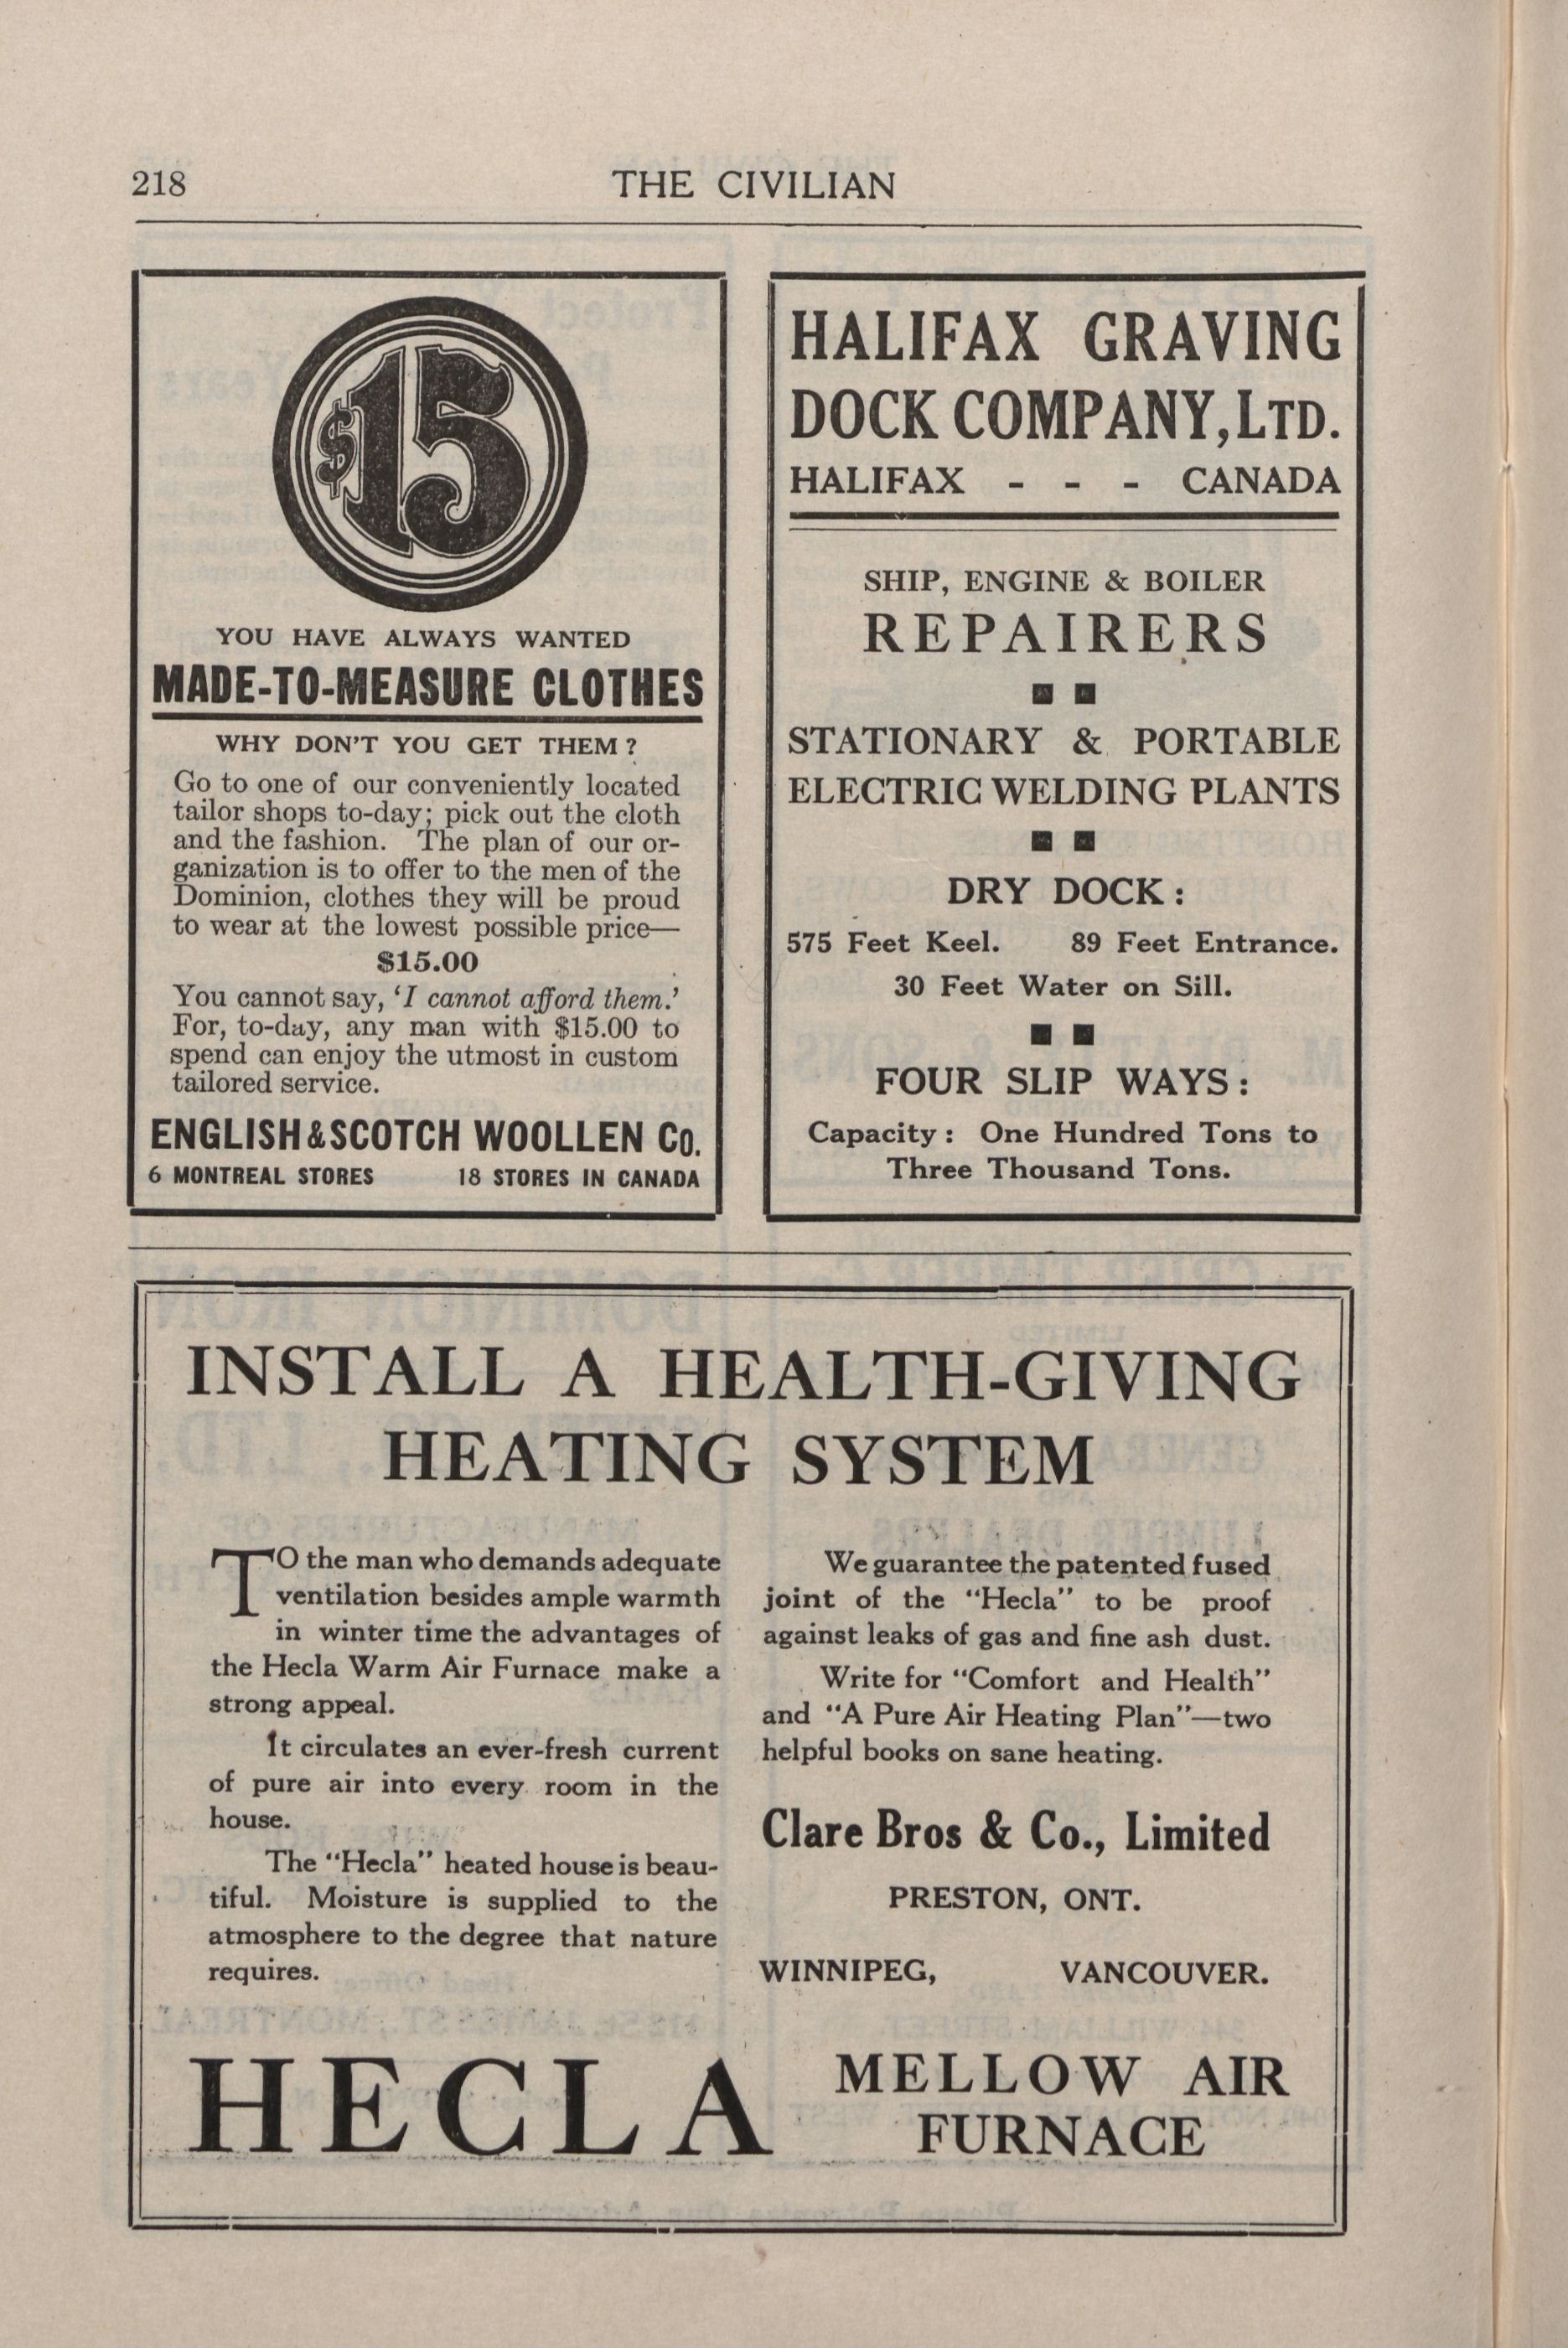 218
THE CIVILIAN
$15
YOU HAVE ALWAYS WANTED
MADE-TO-MEASURE CLOTHES
WHY DON'T YOU GET THEM?
Go to one of our conveniently located
tailor shops to-day; pick out the cloth
and the fashion. The plan of our or-
ganization is to offer to the men of the
Dominion, clothes they will be proud
to wear at the lowest possible price—
$15.00
You cannot say, 'I cannot afford them.'
For, to-day, any man with $15.00 to
spend can enjoy the utmost in custom
tailored service.
ENGLISH & SCOTCH WOOLLEN CO.
6 MONTREAL STORES 18 STORES IN CANADA
HALIFAX GRAVING
DOCK COMPANY, LTD.
HALIFAX - - - CANADA
SHIP, ENGINE & BOILER
REPAIRERS
STATIONARY & PORTABLE
ELECTRIC WELDING PLANTS
DRY DOCK:
575 Feet Keel. 89 Feet Entrance.
30 Feet Water on Sill.
FOUR SLIP WAYS:
Capacity: One Hundred Tons to
Three Thousand Tons.
INSTALL A HEALTH-GIVING
HEATING SYSTEM
TO the man who demands adequate
ventilation besides ample warmth
in winter time the advantages of
the Hecla Warm Air Furnace make a
strong appeal.
It circulates an ever-fresh current
of pure air into every room in the
house.
The "Hecla" heated house is beau-
tiful. Moisture is supplied to the
atmosphere to the degree that nature
requires.
We guarantee the patented fused
joint of the "Hecla" to be proof
against leaks of gas and fine ash dust.
Write for "Comfort and Health"
and "A Pure Air Heating Plan"—two
helpful books on sane heating.
Clare Bros & Co., Limited
PRESTON, ONT.
WINNIPEG, VANCOUVER.
HECLA
MELLOW AIR
FURNACE